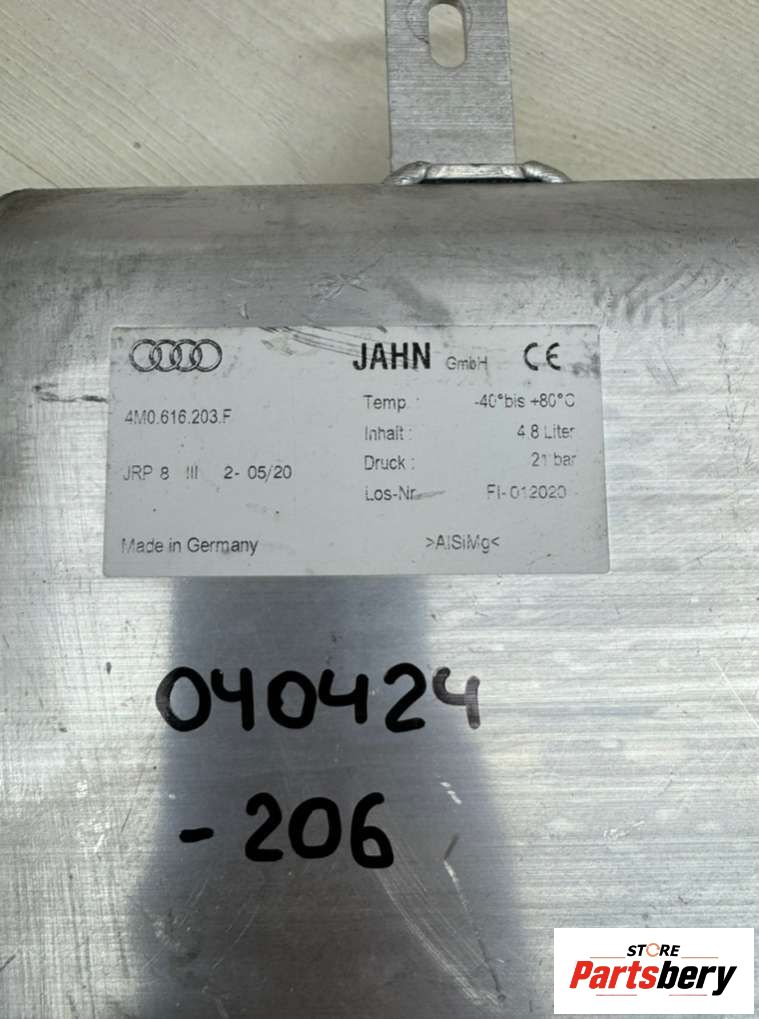 JAHN GmbH CE
4M0.616.203.F
Temp. : -40°bis +80°C
Inhalt : 4,8 Liter
JRP 8 III 2- 05/20
Druck : 21 bar
Los-Nr. FI-012020
Made in Germany >AlSiMg<
040424
-206
STORE
Partsbery